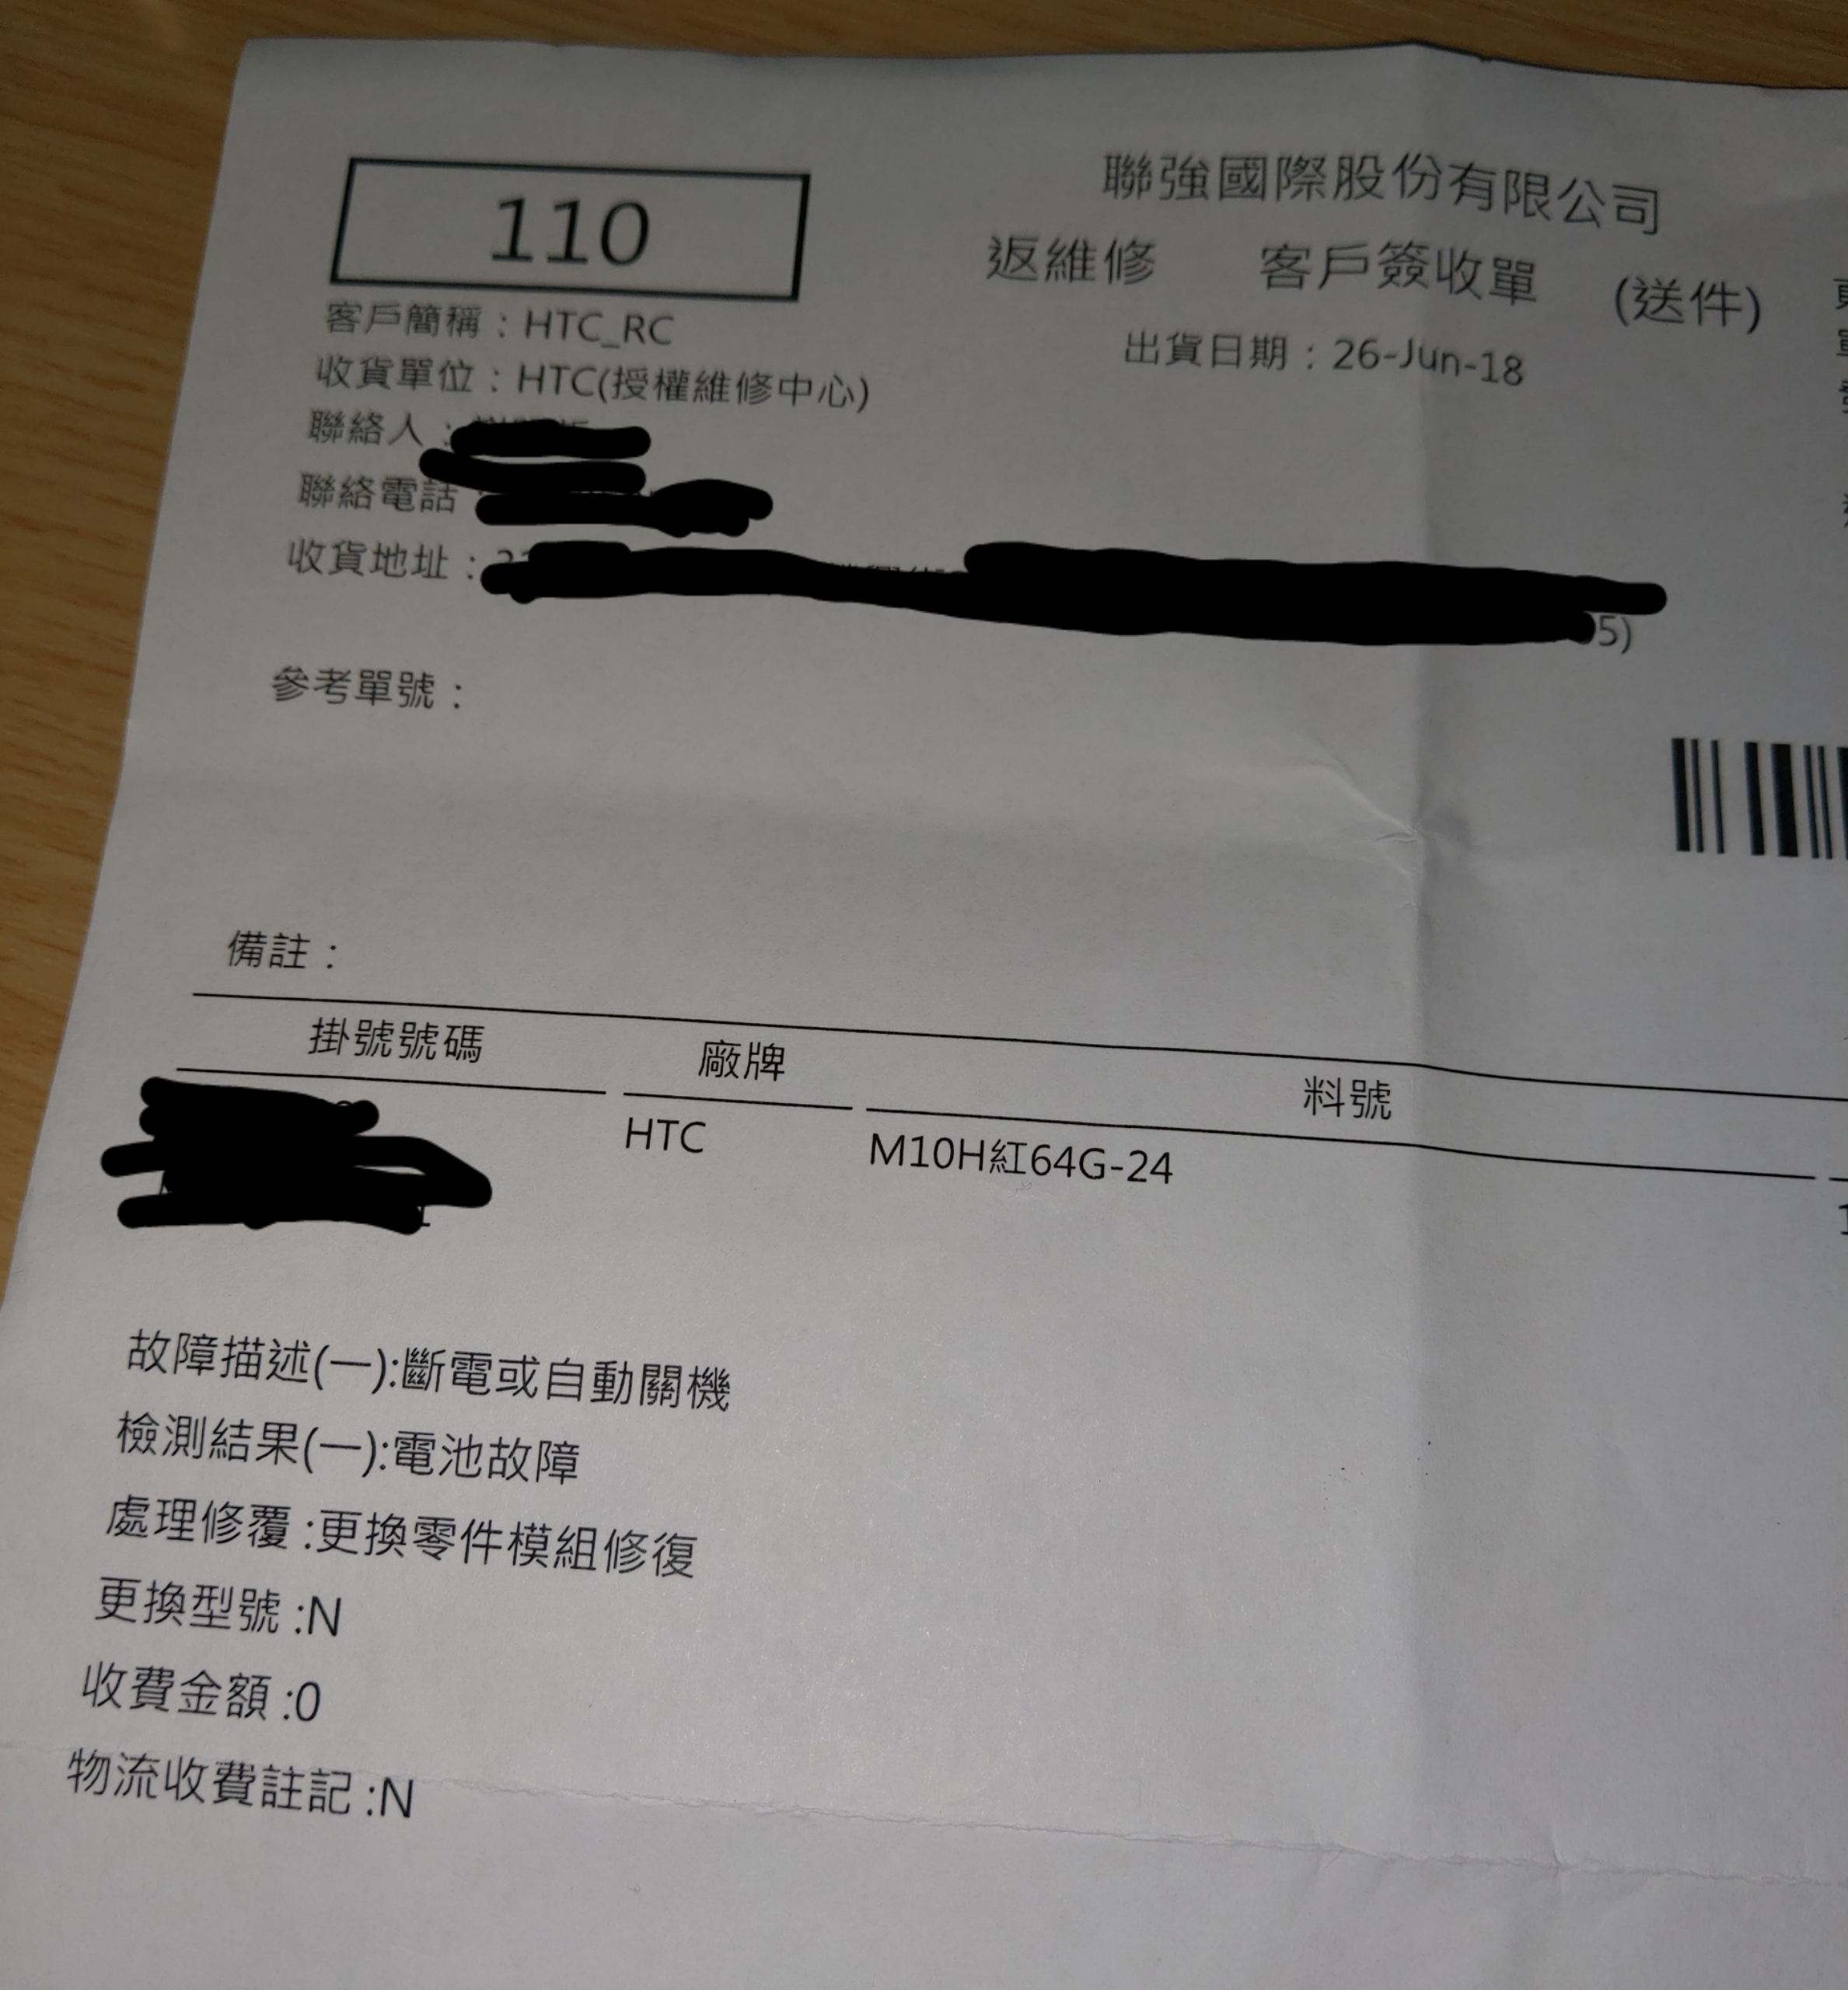 110
聯強國際股份有限公司
返維修 客戶簽收單 (送件)
出貨日期：26-Jun-18
客戶簡稱：HTC_RC
收貨單位：HTC(授權維修中心)
聯絡人：
聯絡電話
收貨地址：
5)
參考單號：
備註：
掛號號碼 廠牌 料號
HTC M10H紅64G-24
故障描述(一):斷電或自動關機
檢測結果(一):電池故障
處理修覆:更換零件模組修復
更換型號:N
收費金額:0
物流收費註記:N